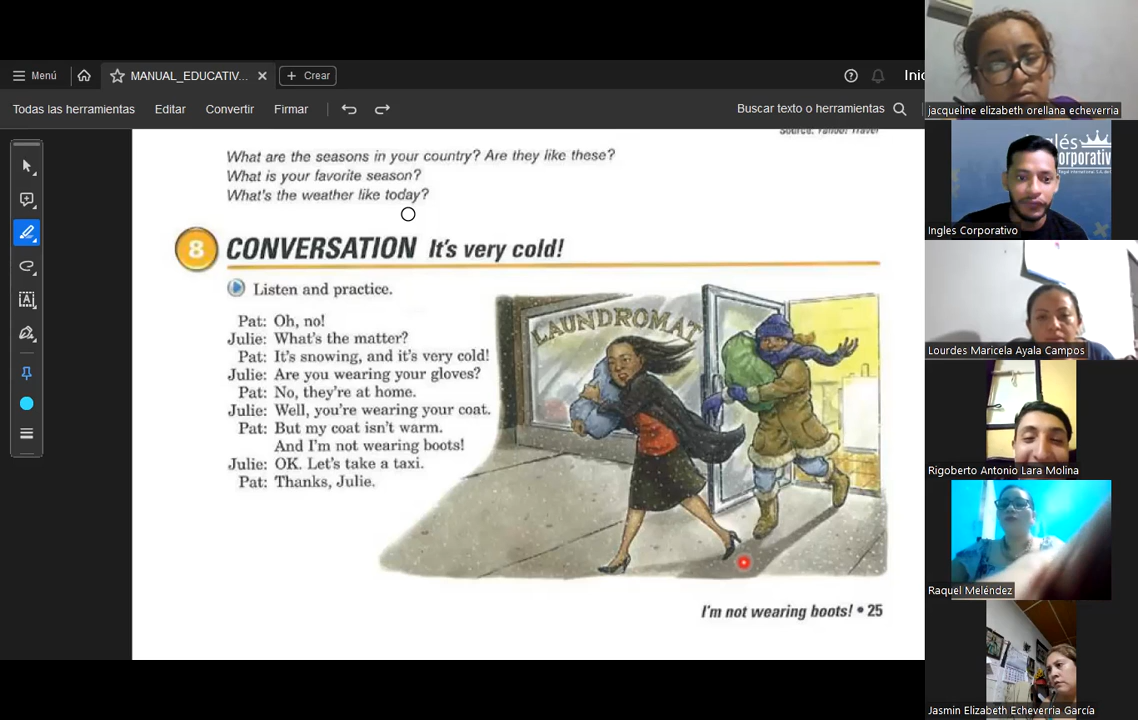 Menú
MANUAL_EDUCATIV...
Crear
Inic
Todas las herramientas
Editar
Convertir
Firmar
Buscar texto o herramientas
Source: Yahoo! Travel
What are the seasons in your country? Are they like these?
What is your favorite season?
What's the weather like today?
8 CONVERSATION It's very cold!
Listen and practice.
Pat: Oh, no!
Julie: What's the matter?
Pat: It's snowing, and it's very cold!
Julie: Are you wearing your gloves?
Pat: No, they're at home.
Julie: Well, you're wearing your coat.
Pat: But my coat isn't warm.
And I'm not wearing boots!
Julie: OK. Let's take a taxi.
Pat: Thanks, Julie.
LAUNDROMAT
I'm not wearing boots! • 25
jacqueline elizabeth orellana echeverria
Inglés
Corporativo
Ingles Corporativo
Lourdes Maricela Ayala Campos
Rigoberto Antonio Lara Molina
Raquel Meléndez
Jasmin Elizabeth Echeverria García